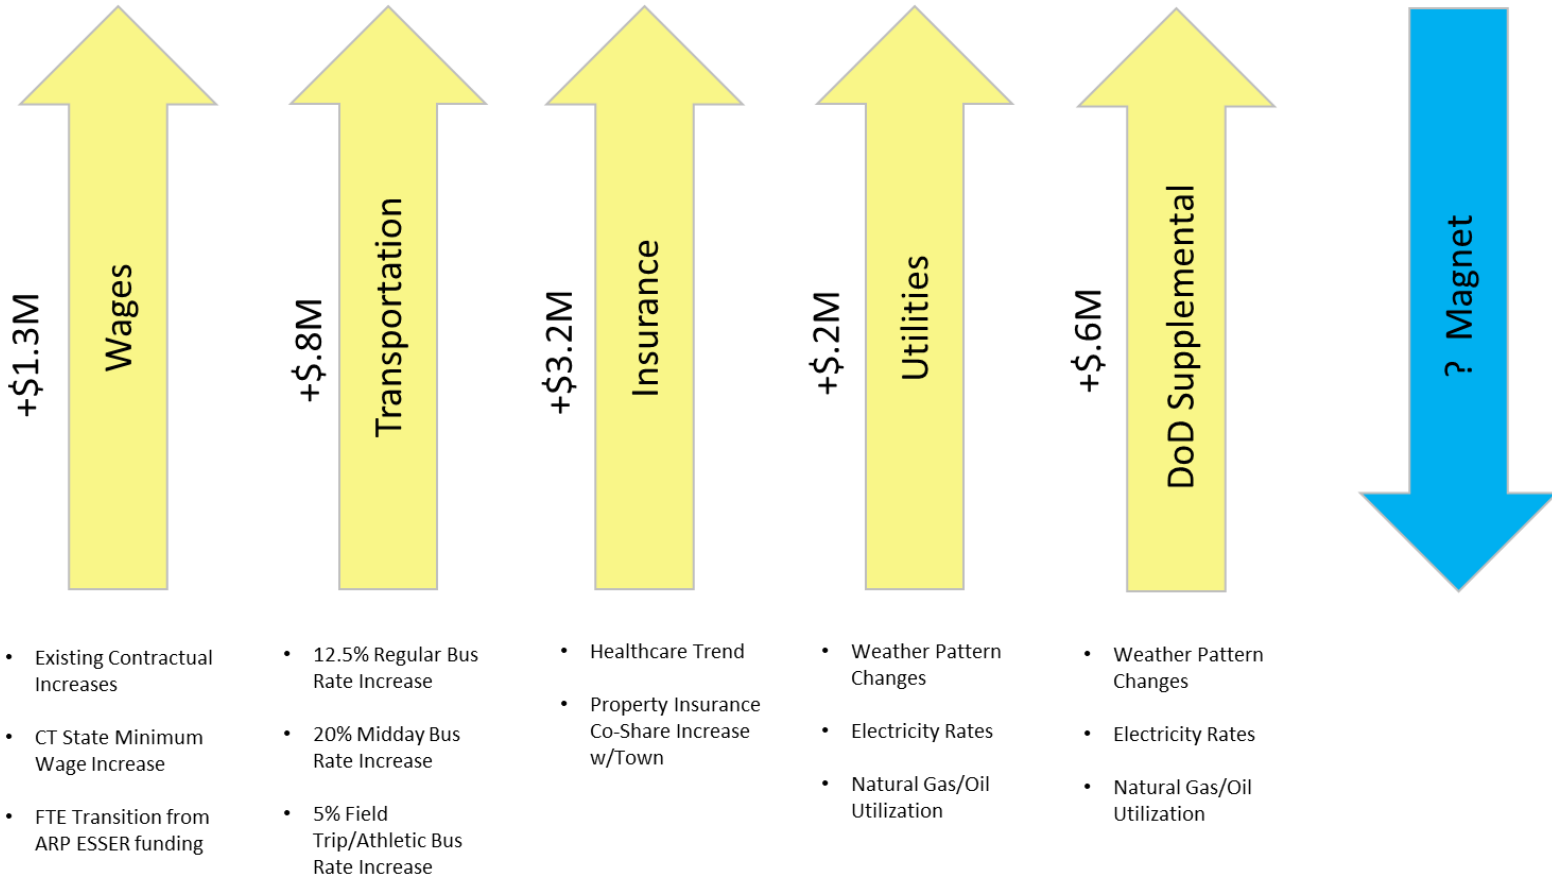 +$1.3M
Wages
+$.8M
Transportation
+$3.2M
Insurance
+$.2M
Utilities
+$.6M
DoD Supplemental
? Magnet
• Existing Contractual
Increases
• CT State Minimum
Wage Increase
• FTE Transition from
ARP ESSER funding
• 12.5% Regular Bus
Rate Increase
• 20% Midday Bus
Rate Increase
• 5% Field
Trip/Athletic Bus
Rate Increase
• Healthcare Trend
• Property Insurance
Co-Share Increase
w/Town
• Weather Pattern
Changes
• Electricity Rates
• Natural Gas/Oil
Utilization
• Weather Pattern
Changes
• Electricity Rates
• Natural Gas/Oil
Utilization